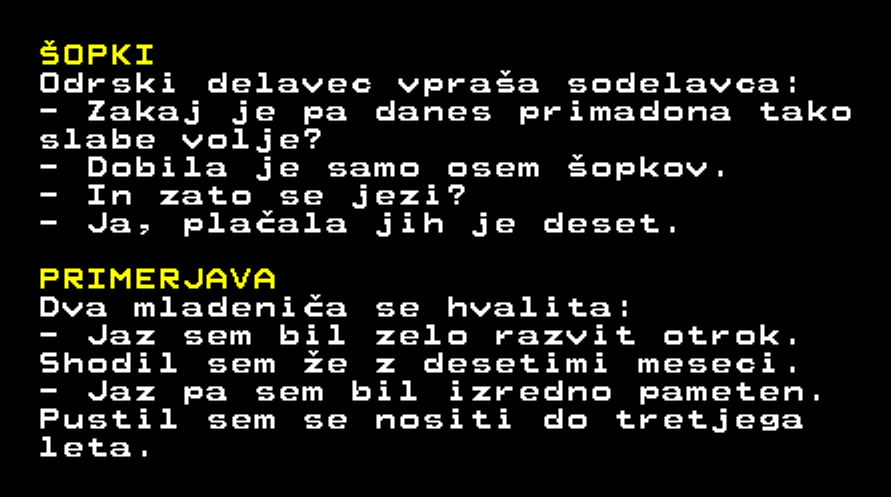 ŠOPKI
Odrski delavec vpraša sodelavca:
- Zakaj je pa danes primadona tako
slabe volje?
- Dobila je samo osem šopkov.
- In zato se jezi?
- Ja, plačala jih je deset.
PRIMERJAVA
Dva mladeniča se hvalita:
- Jaz sem bil zelo razvit otrok.
Shodil sem že z desetimi meseci.
- Jaz pa sem bil izredno pameten.
Pustil sem se nositi do tretjega
leta.